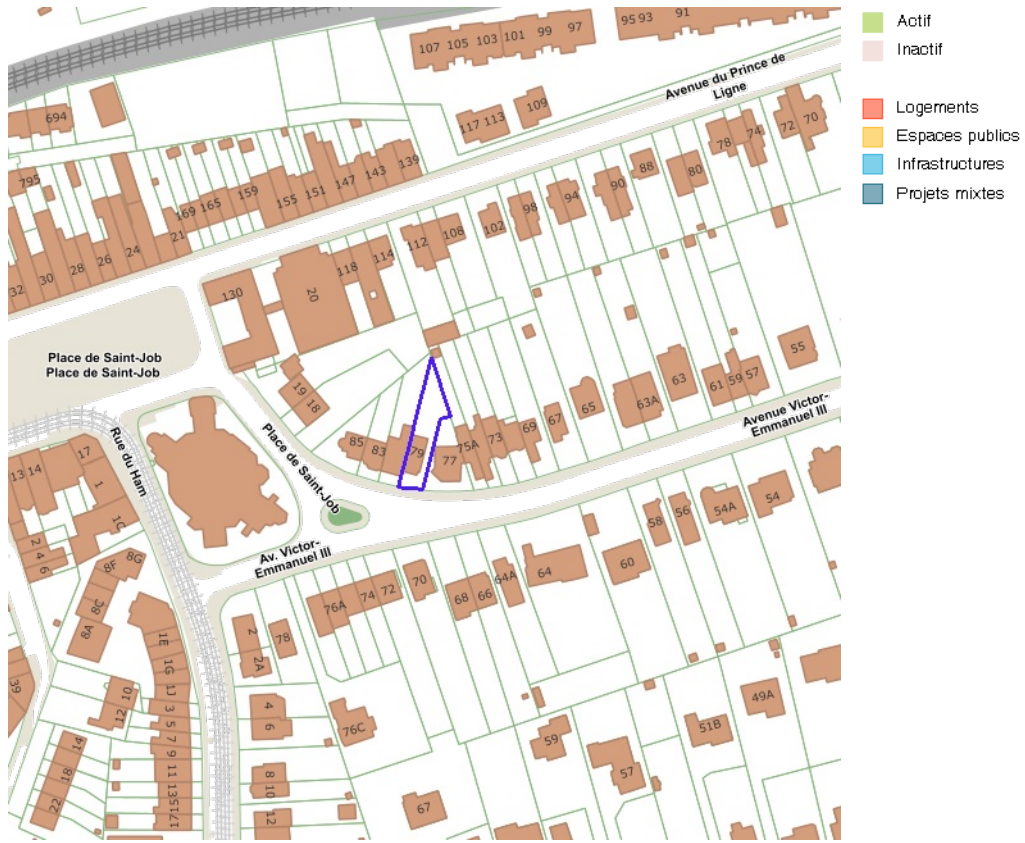 Actif
Inactif
Logements
Espaces publics
Infrastructures
Projets mixtes
107 105 103 101 99 97
95 93 91
Avenue du Prince de
Ligne
694
117 113
109
795
169 165 159 155 151 147 143 139
32 30 28 26 24 21
112 108 102 98 94 90 88 80 78 74 72 70
130
20
118 114
Place de Saint-Job
Place de Saint-Job
19 18
Place de Saint-Job
85 83 79 77 75A 73 69 67 65 63A 63 61 59 57 55
Avenue Victor-
Emmanuel III
Rue du Ham
13 14 17
1
1C
2 4 6
8G
8F
8C
8A
Av. Victor-
Emmanuel III
76A 74 72 70 68 66 64A 64 60 58 56 54A 54
2
2A
78
1E
1G
1J
3
5
7
9
11
13
15
17
39
10
12
14
18
22
4
6
8
10
12
76C
67
59
57
51B
49A